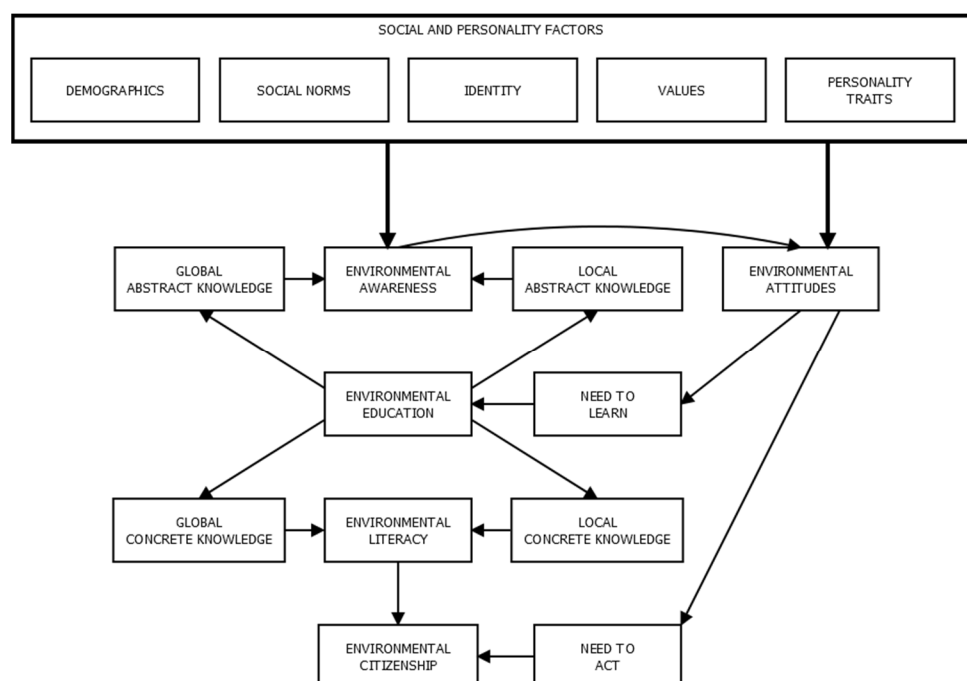 SOCIAL AND PERSONALITY FACTORS
DEMOGRAPHICS
SOCIAL NORMS
IDENTITY
VALUES
PERSONALITY
TRAITS
GLOBAL
ABSTRACT KNOWLEDGE
ENVIRONMENTAL
AWARENESS
LOCAL
ABSTRACT KNOWLEDGE
ENVIRONMENTAL
ATTITUDES
ENVIRONMENTAL
EDUCATION
NEED TO
LEARN
GLOBAL
CONCRETE KNOWLEDGE
ENVIRONMENTAL
LITERACY
LOCAL
CONCRETE KNOWLEDGE
ENVIRONMENTAL
CITIZENSHIP
NEED TO
ACT